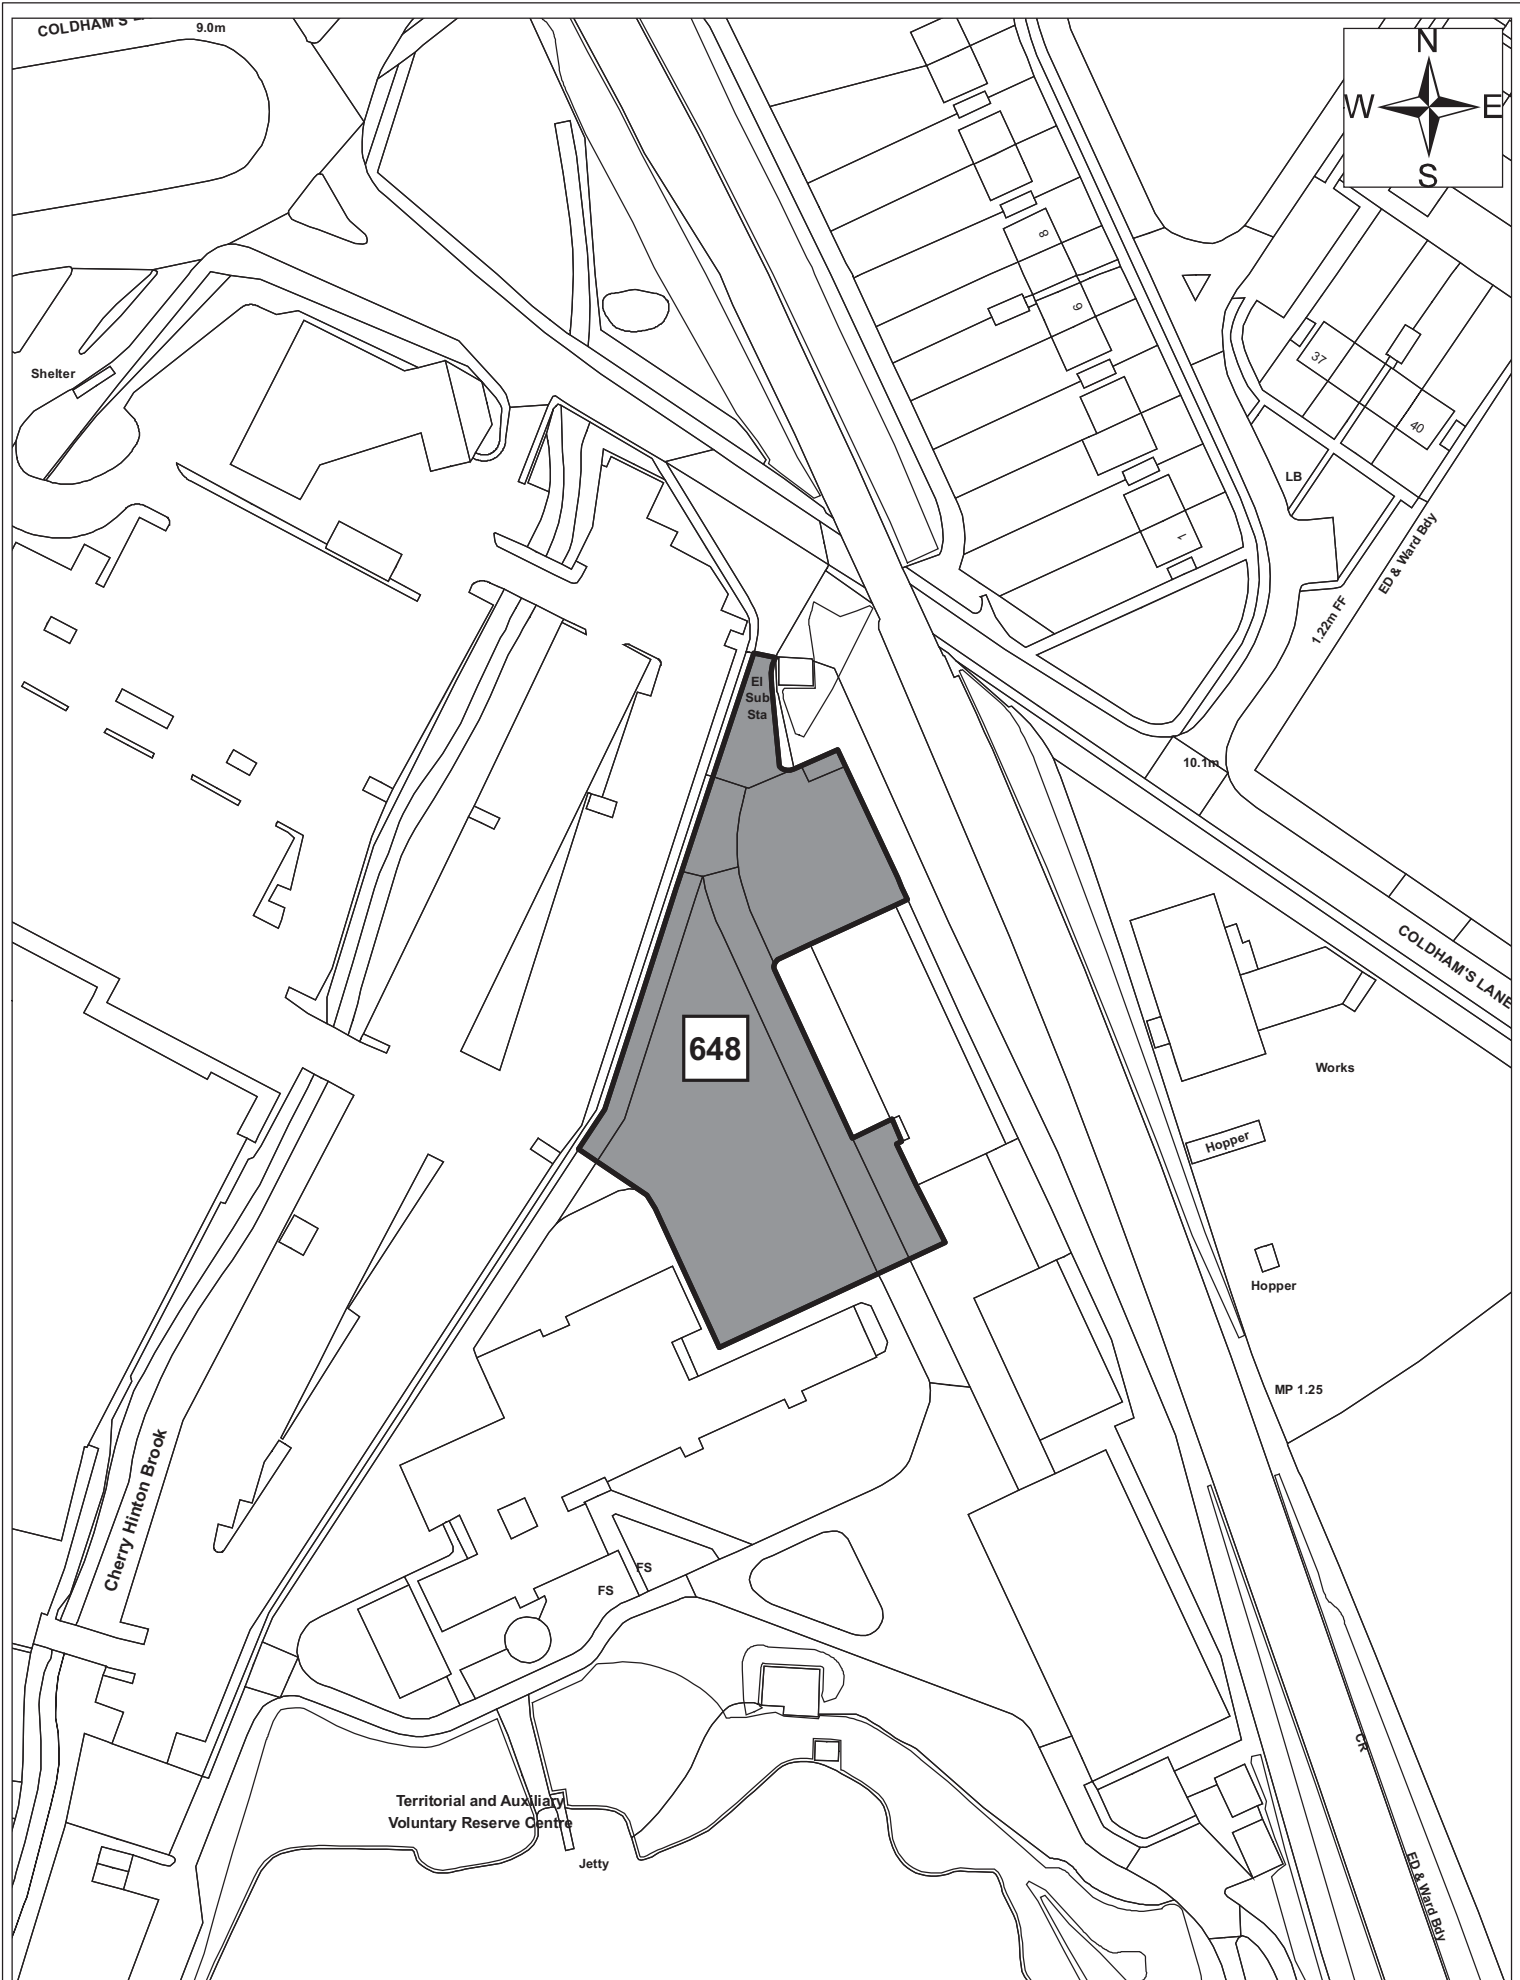 COLDHAM'S
9.0m
N
W E
S
8
6
37
40
Shelter
LB
ED & Ward Bdy
1
1.22m FF
El
Sub
Sta
10.1m
COLDHAM'S LANE
648
Works
Hopper
Hopper
MP 1.25
Cherry Hinton Brook
FS
FS
CR
Territorial and Auxiliary
Voluntary Reserve Centre
Jetty
ED & Ward Bdy